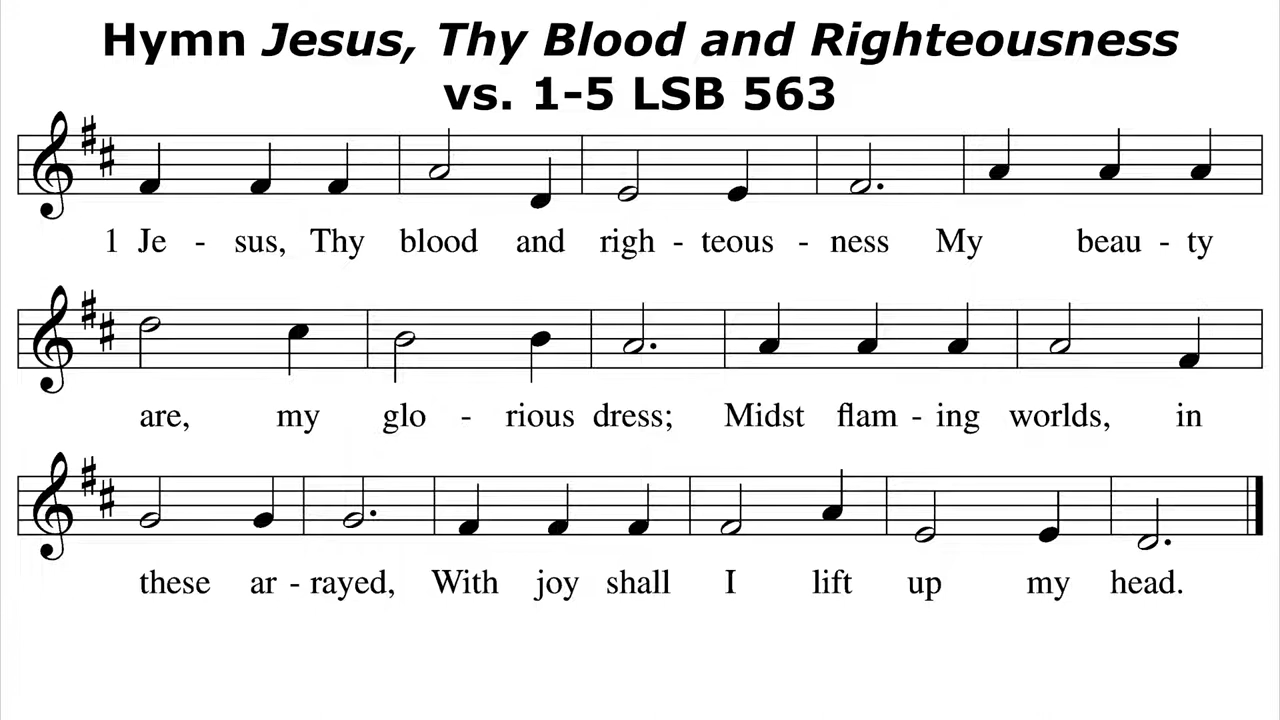 Hymn Jesus, Thy Blood and Righteousness
vs. 1-5 LSB 563
1 Je - sus, Thy blood and righ - teous - ness My beau - ty
are, my glo - rious dress; Midst flam - ing worlds, in
these ar - rayed, With joy shall I lift up my head.